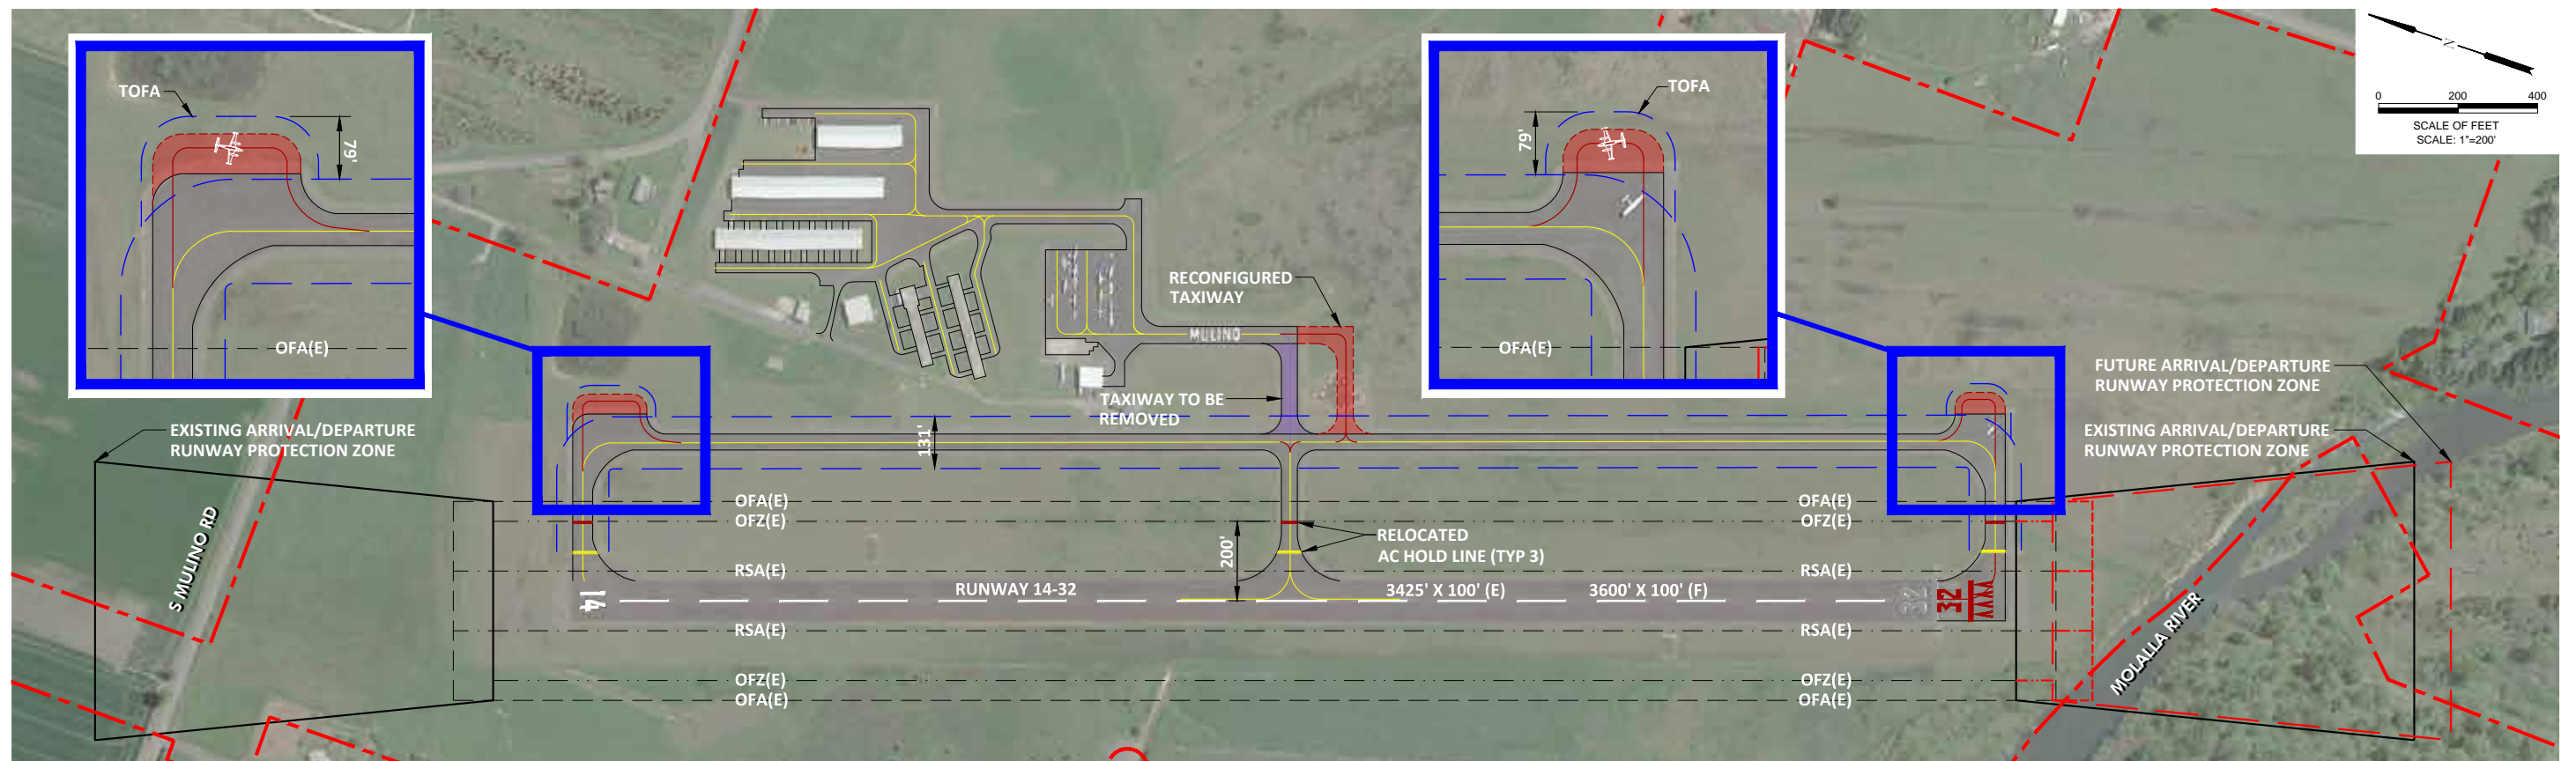 TOFA
79'
OFA(E)
TOFA
79'
OFA(E)
N
0 200 400
SCALE OF FEET
SCALE: 1"=200'
RECONFIGURED
TAXIWAY
MULINO
TAXIWAY TO BE
REMOVED
131'
EXISTING ARRIVAL/DEPARTURE
RUNWAY PROTECTION ZONE
FUTURE ARRIVAL/DEPARTURE
RUNWAY PROTECTION ZONE
EXISTING ARRIVAL/DEPARTURE
RUNWAY PROTECTION ZONE
S MULINO RD
OFA(E)
OFZ(E)
RSA(E)
200'
RELOCATED
AC HOLD LINE (TYP 3)
OFA(E)
OFZ(E)
RSA(E)
14
RUNWAY 14-32
3425' X 100' (E)
3600' X 100' (F)
32
32
RSA(E)
OFZ(E)
OFA(E)
RSA(E)
OFZ(E)
OFA(E)
MOLALLA RIVER